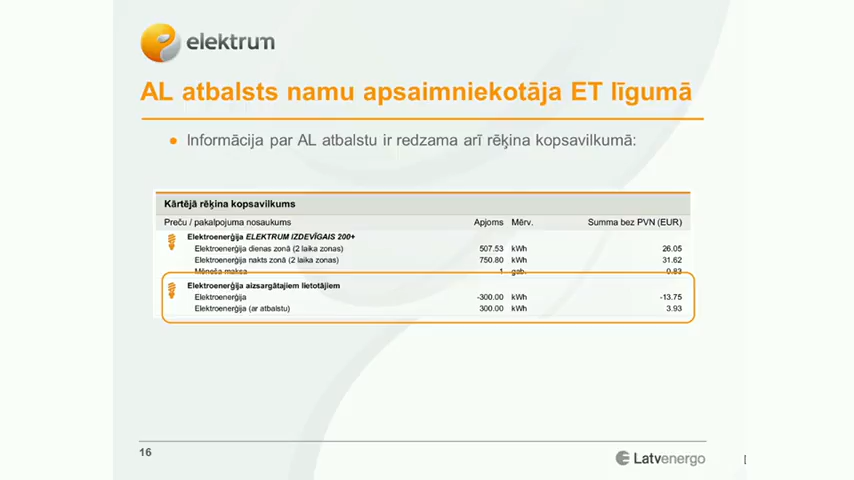 elektrum
AL atbalsts namu apsaimniekotāja ET līgumā
● Informācija par AL atbalstu ir redzama arī rēķina kopsavilkumā:
Kārtējā rēķina kopsavilkums
Preču / pakalpojuma nosaukums Apjoms Mērv. Summa bez PVN (EUR)
Elektroenerģija ELEKTRUM IZDEVĪGAIS 200+
Elektroenerģija dienas zonā (2 laika zonas) 507.53 kWh 26.05
Elektroenerģija nakts zonā (2 laika zonas) 750.80 kWh 31.62
Mēneša maksa 1 gab. 0.83
Elektroenerģija aizsargātajiem lietotājiem
Elektroenerģija -300.00 kWh -13.75
Elektroenerģija (ar atbalstu) 300.00 kWh 3.93
16
Latvenergo